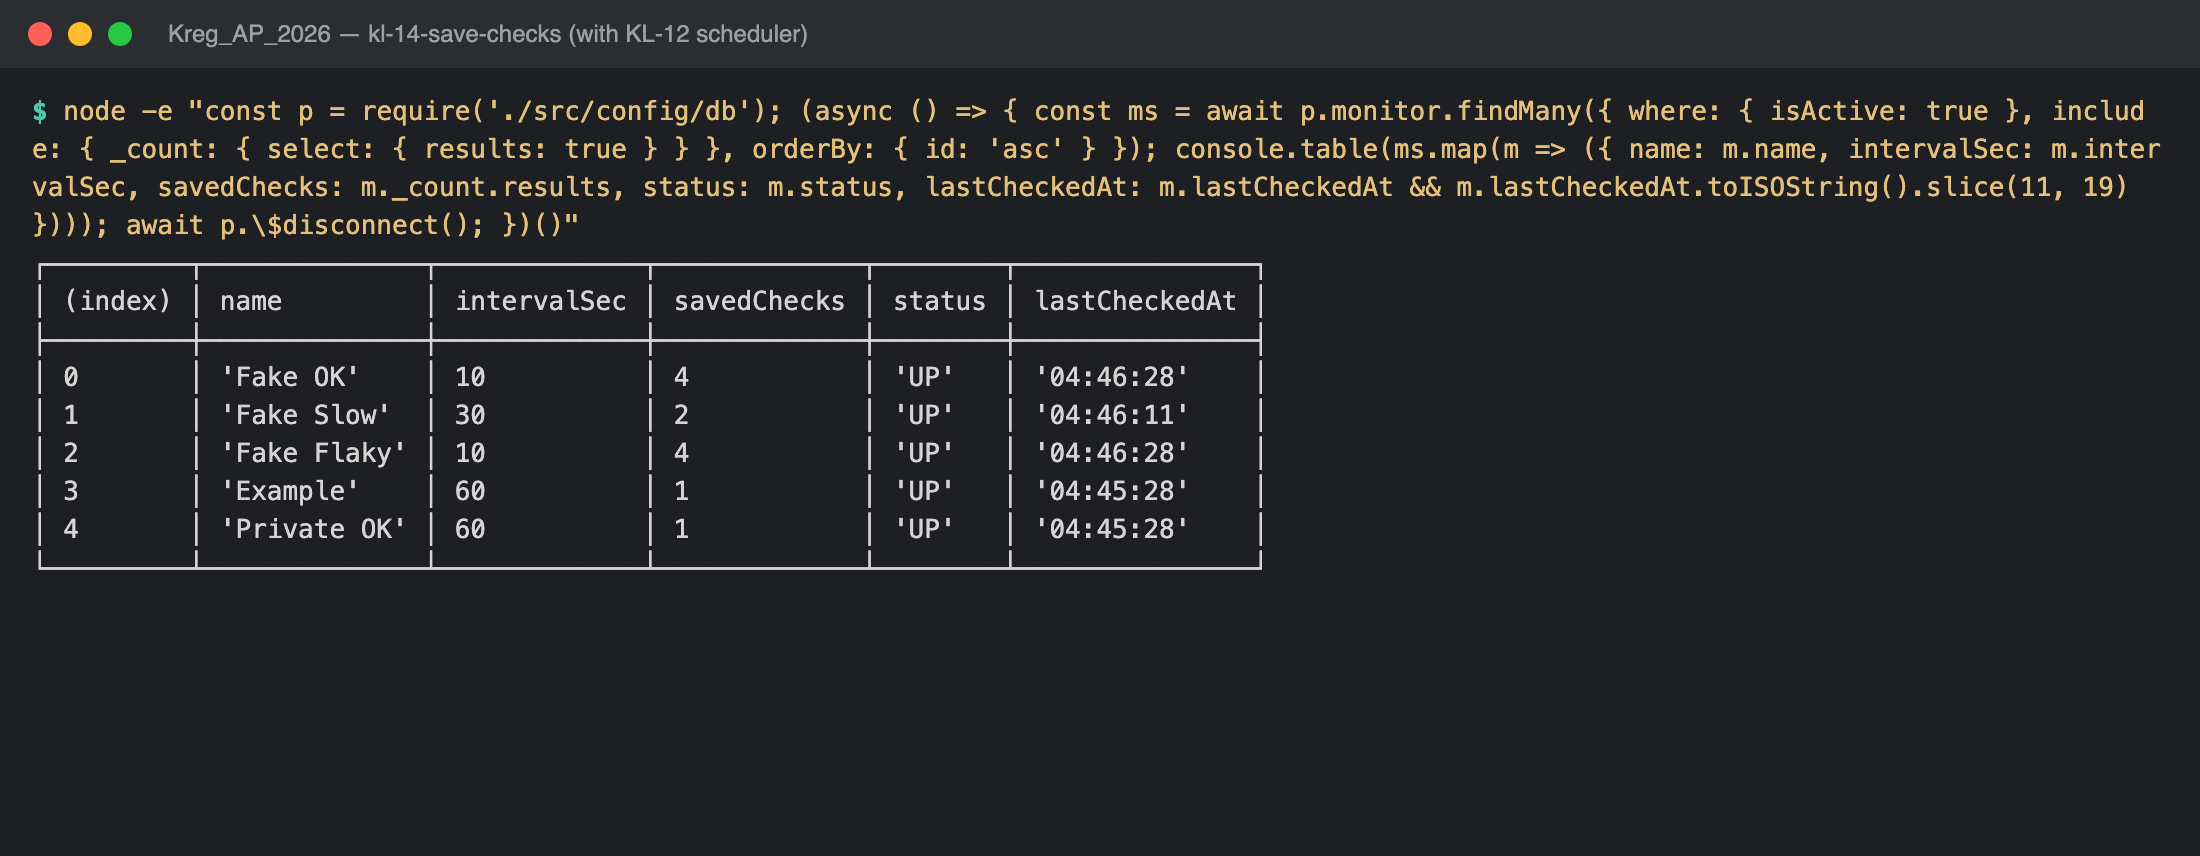 Kreg_AP_2026 — kl-14-save-checks (with KL-12 scheduler)
$ node -e "const p = require('./src/config/db'); (async () => { const ms = await p.monitor.findMany({ where: { isActive: true }, includ
e: { _count: { select: { results: true } } }, orderBy: { id: 'asc' } }); console.table(ms.map(m => ({ name: m.name, intervalSec: m.inter
valSec, savedChecks: m._count.results, status: m.status, lastCheckedAt: m.lastCheckedAt && m.lastCheckedAt.toISOString().slice(11, 19)
}))); await p.\$disconnect(); })()"
(index) name intervalSec savedChecks status lastCheckedAt
0 'Fake OK' 10 4 'UP' '04:46:28'
1 'Fake Slow' 30 2 'UP' '04:46:11'
2 'Fake Flaky' 10 4 'UP' '04:46:28'
3 'Example' 60 1 'UP' '04:45:28'
4 'Private OK' 60 1 'UP' '04:45:28'